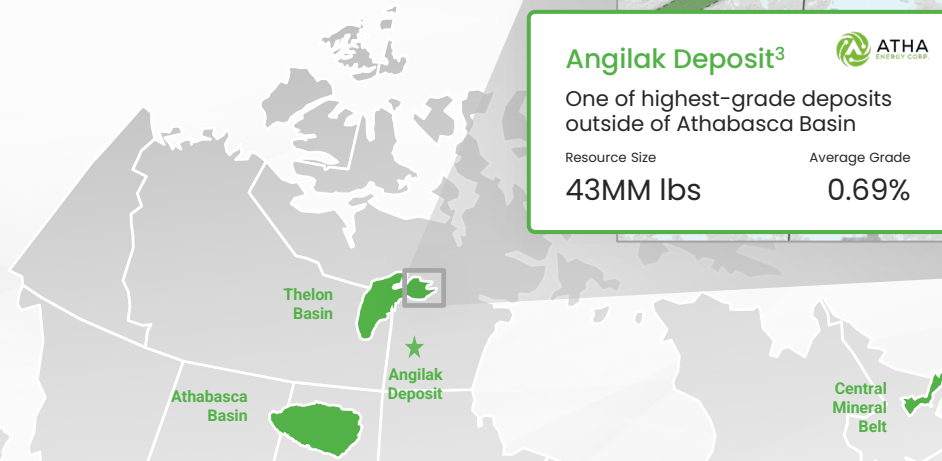 Angilak Deposit³
ATHA
ENERGY CORP.
One of highest-grade deposits
outside of Athabasca Basin
Resource Size
Average Grade
43MM lbs
0.69%
Thelon
Basin
Angilak
Deposit
Athabasca
Basin
Central
Mineral
Belt